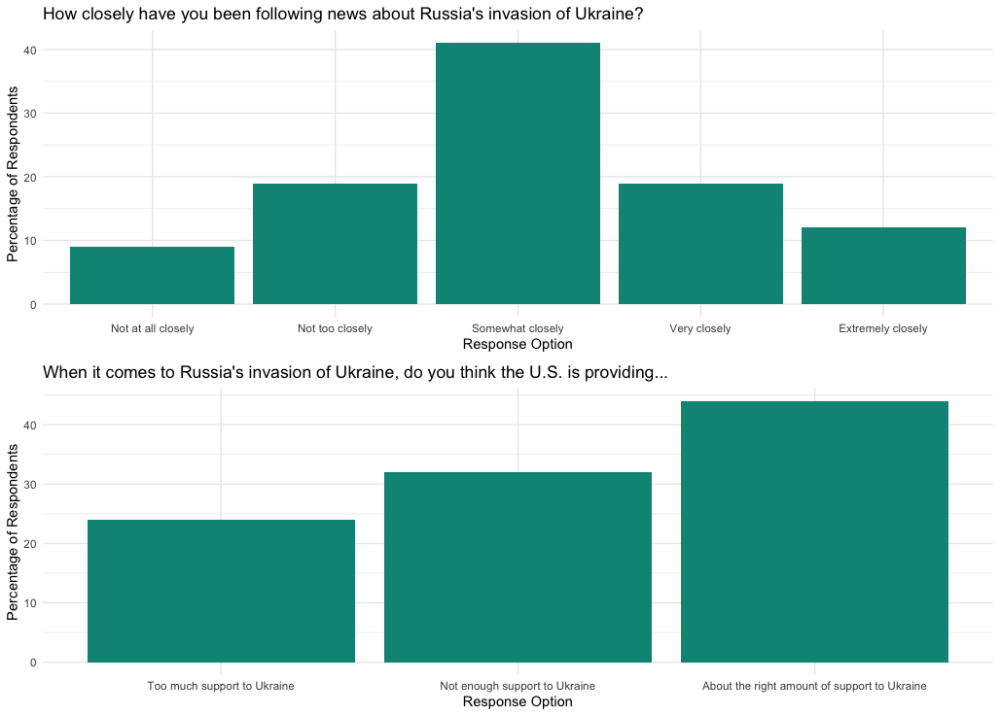 How closely have you been following news about Russia's invasion of Ukraine?
Percentage of Respondents
40
30
20
10
0
Not at all closely Not too closely Somewhat closely Very closely Extremely closely
Response Option
When it comes to Russia's invasion of Ukraine, do you think the U.S. is providing...
Percentage of Respondents
40
30
20
10
0
Too much support to Ukraine Not enough support to Ukraine About the right amount of support to Ukraine
Response Option